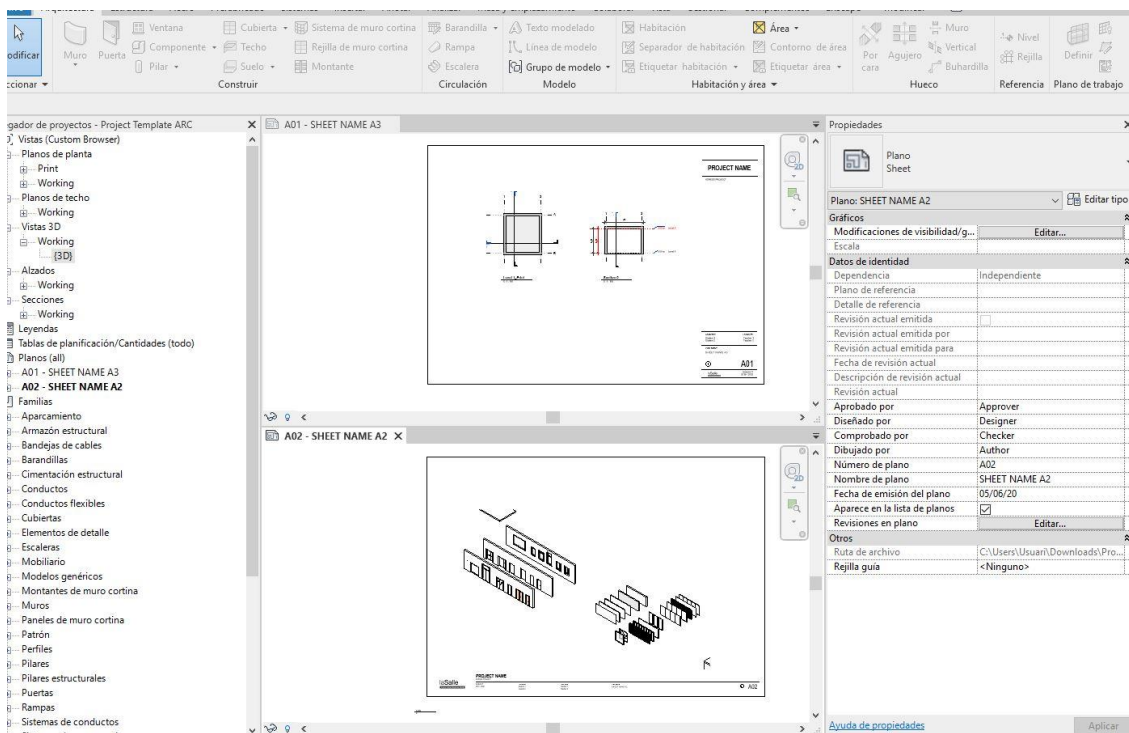 Modificar
Muro
Puerta
Ventana
Componente
Pilar
Cubierta
Techo
Suelo
Sistema de muro cortina
Rejilla de muro cortina
Montante
Barandilla
Rampa
Escalera
Texto modelado
Línea de modelo
Grupo de modelo
Habitación
Separador de habitación
Etiquetar habitación
Área
Contorno de área
Etiquetar área
Por cara
Agujero
Muro
Vertical
Buhardilla
Nivel
Rejilla
Definir
Construir
Circulación
Modelo
Habitación y área
Hueco
Referencia
Plano de trabajo
egador de proyectos - Project Template ARC
Vistas (Custom Browser)
Planos de planta
Print
Working
Planos de techo
Working
Vistas 3D
Working
{3D}
Alzados
Working
Secciones
Working
Leyendas
Tablas de planificación/Cantidades (todo)
Planos (all)
A01 - SHEET NAME A3
A02 - SHEET NAME A2
Familias
Aparcamiento
Armazón estructural
Bandejas de cables
Barandillas
Cimentación estructural
Conductos
Conductos flexibles
Cubiertas
Elementos de detalle
Escaleras
Mobiliario
Modelos genéricos
Montantes de muro cortina
Muros
Paneles de muro cortina
Patrón
Perfiles
Pilares
Pilares estructurales
Puertas
Rampas
Sistemas de conductos
A01 - SHEET NAME A3
PROJECT NAME
A01
A02 - SHEET NAME A2
laSalle
PROJECT NAME
A02
Propiedades
Plano
Sheet
Plano: SHEET NAME A2
Editar tipo
Gráficos
Modificaciones de visibilidad/g... Editar...
Escala
Datos de identidad
Dependencia Independiente
Plano de referencia
Detalle de referencia
Revisión actual emitida
Revisión actual emitida por
Revisión actual emitida para
Fecha de revisión actual
Descripción de revisión actual
Revisión actual
Aprobado por Approver
Diseñado por Designer
Comprobado por Checker
Dibujado por Author
Número de plano A02
Nombre de plano SHEET NAME A2
Fecha de emisión del plano 05/06/20
Aparece en la lista de planos
Revisiones en plano Editar...
Otros
Ruta de archivo C:\Users\Usuari\Downloads\Pro...
Rejilla guía <Ninguno>
Ayuda de propiedades
Aplicar